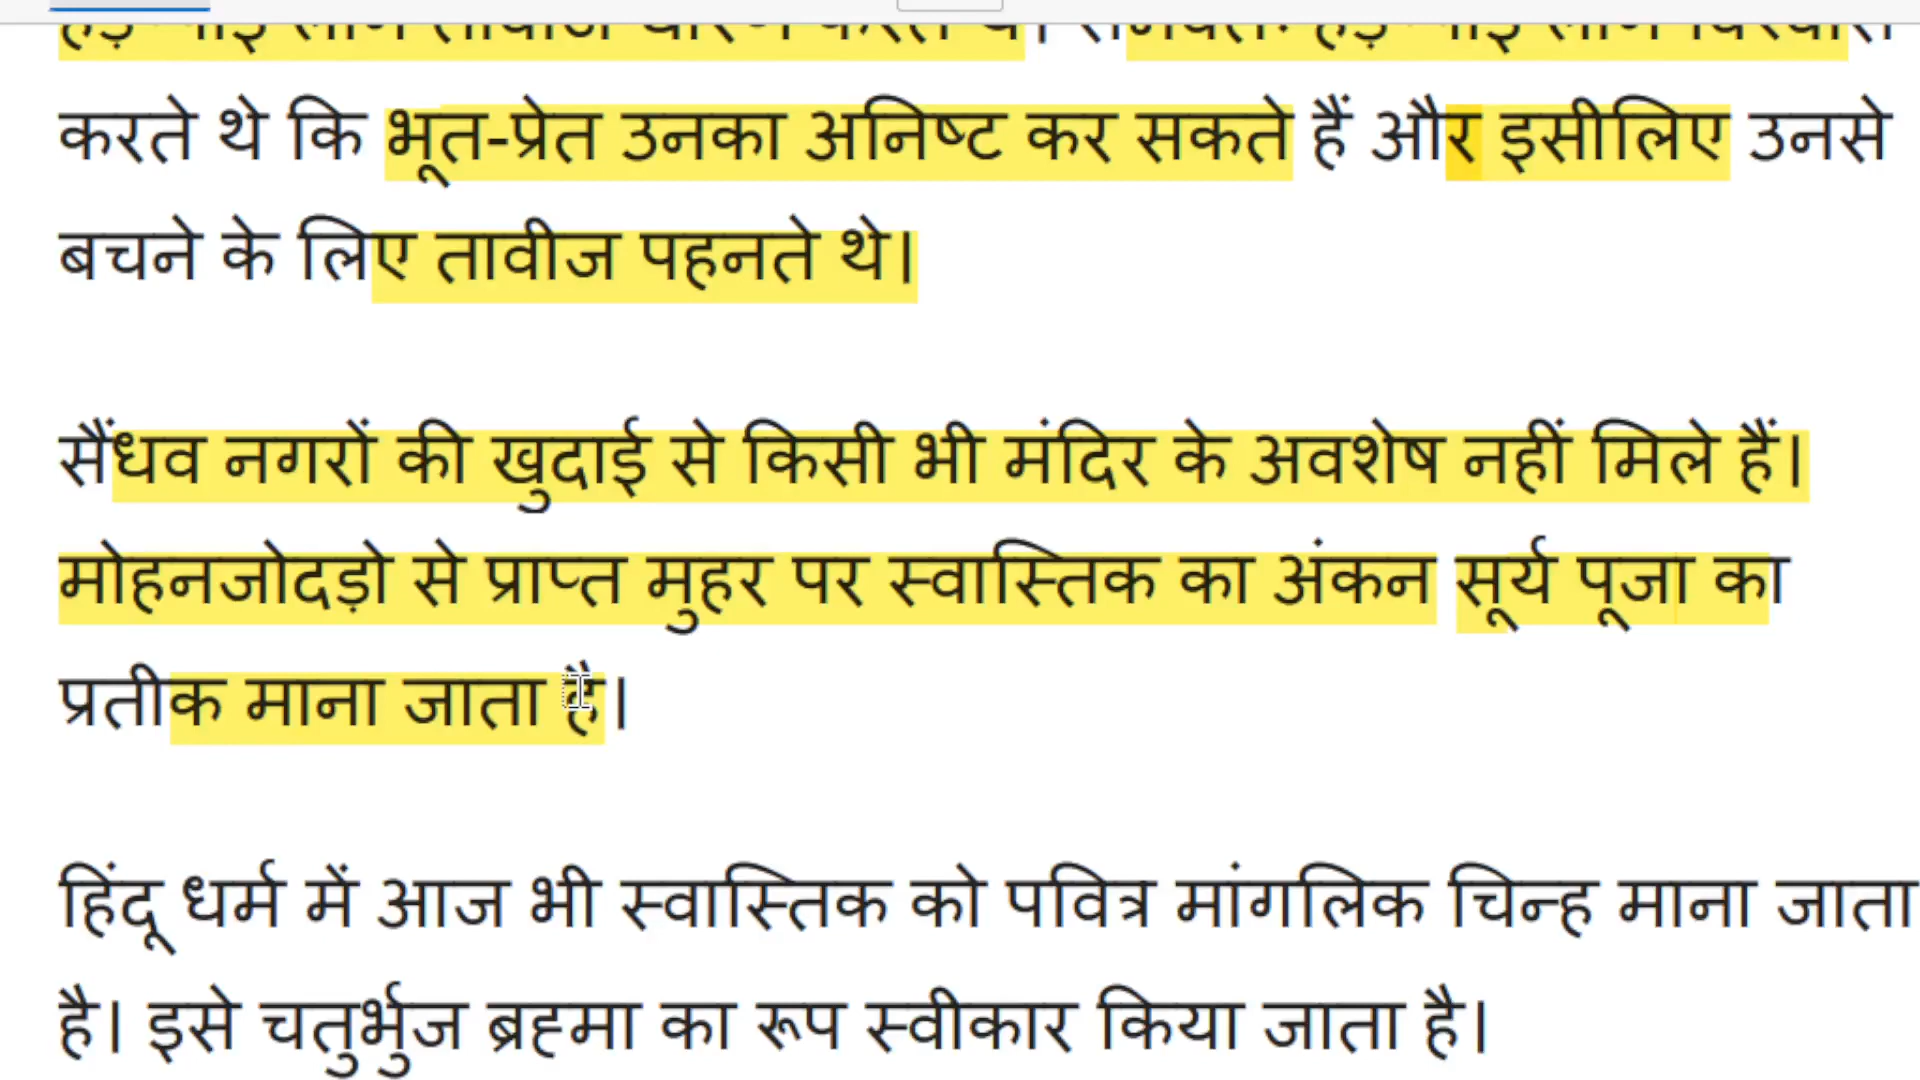 करते थे कि भूत-प्रेत उनका अनिष्ट कर सकते हैं और इसीलिए उनसे
बचने के लिए तावीज पहनते थे।
सैंधव नगरों की खुदाई से किसी भी मंदिर के अवशेष नहीं मिले हैं।
मोहनजोदड़ो से प्राप्त मुहर पर स्वास्तिक का अंकन सूर्य पूजा का
प्रतीक माना जाता है।
हिंदू धर्म में आज भी स्वास्तिक को पवित्र मांगलिक चिन्ह माना जाता
है। इसे चतुर्भुज ब्रह्मा का रूप स्वीकार किया जाता है।